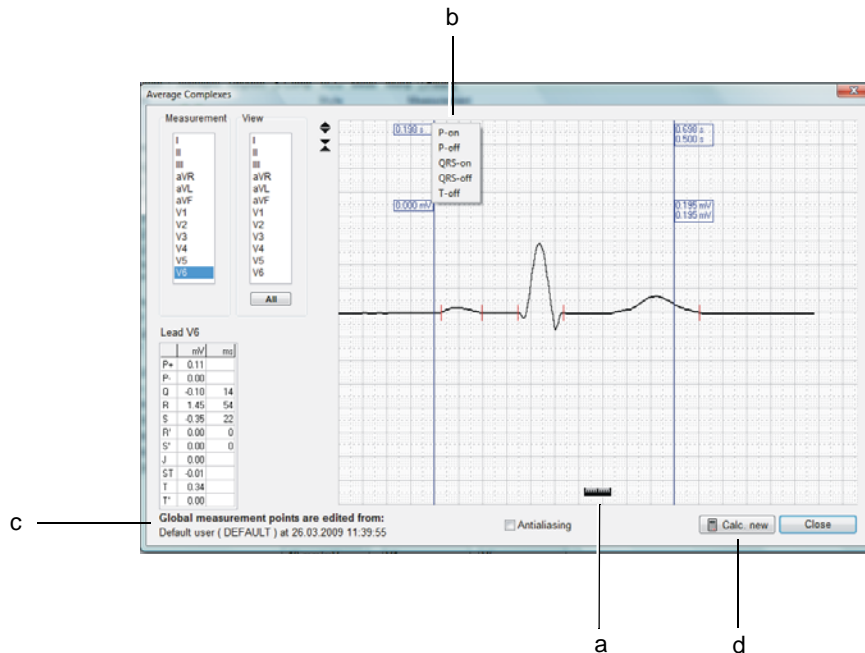 b
Average Complexes
Measurement
View
I
II
III
aVR
aVL
aVF
V1
V2
V3
V4
V5
V6
I
II
III
aVR
aVL
aVF
V1
V2
V3
V4
V5
V6
All
0.190 s
0.000 mV
P-on
P-off
QRS-on
QRS-off
T-off
0.690 s
0.500 s
0.195 mV
0.195 mV
Lead V6
mV ms
P+ 0.11
P- 0.00
Q -0.10 14
R 1.45 54
S -0.35 22
R' 0.00 0
S' 0.00 0
J 0.00
ST -0.01
T 0.34
T' 0.00
c
Global measurement points are edited from:
Default user ( DEFAULT ) at 26.03.2009 11:39:55
Antialiasing
Calc. new
Close
a
d